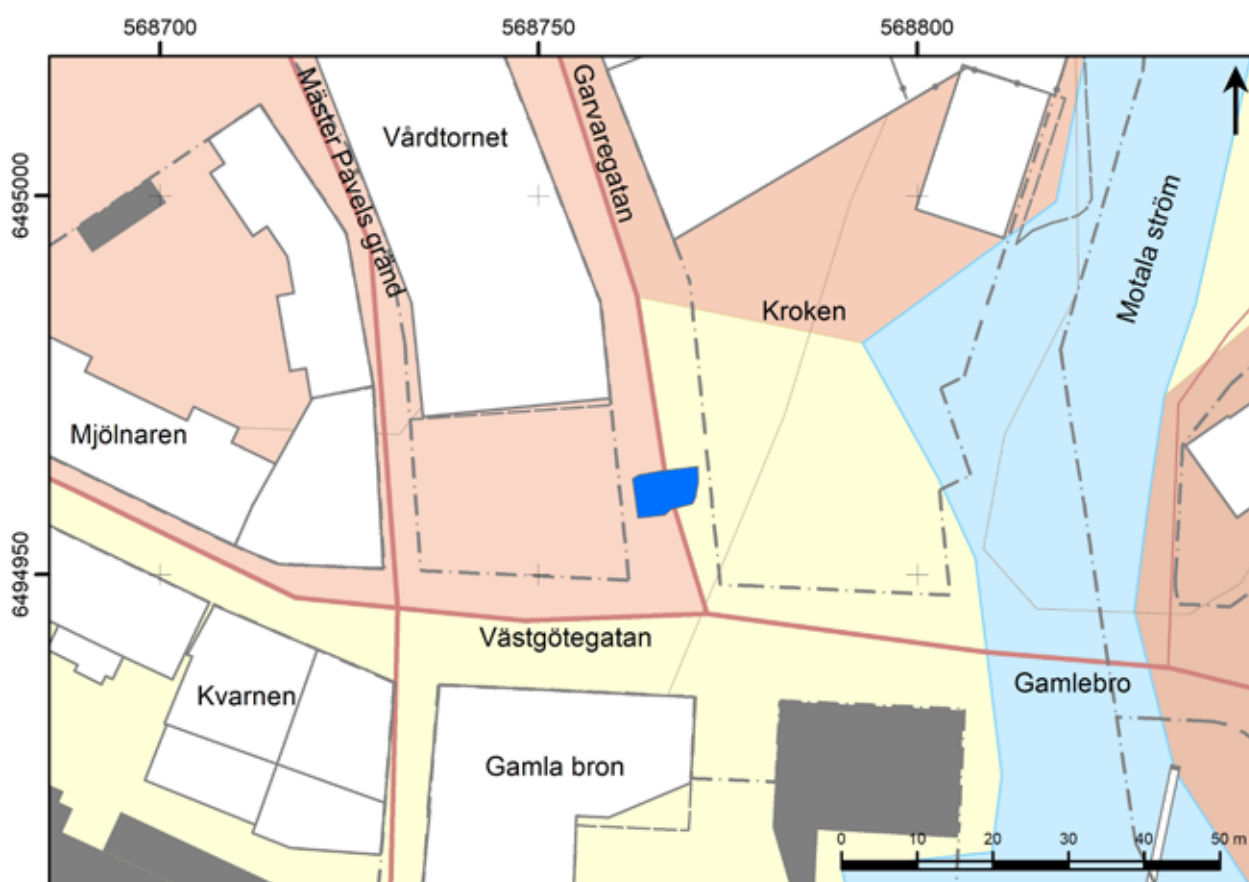 568700
568750
568800
6495000
6494950
Mäster Påvels gränd
Vårdtornet
Garvaregatan
Motala ström
Kroken
Mjölnaren
Västgötegatan
Gamlebro
Kvarnen
Gamla bron
0 10 20 30 40 50 m